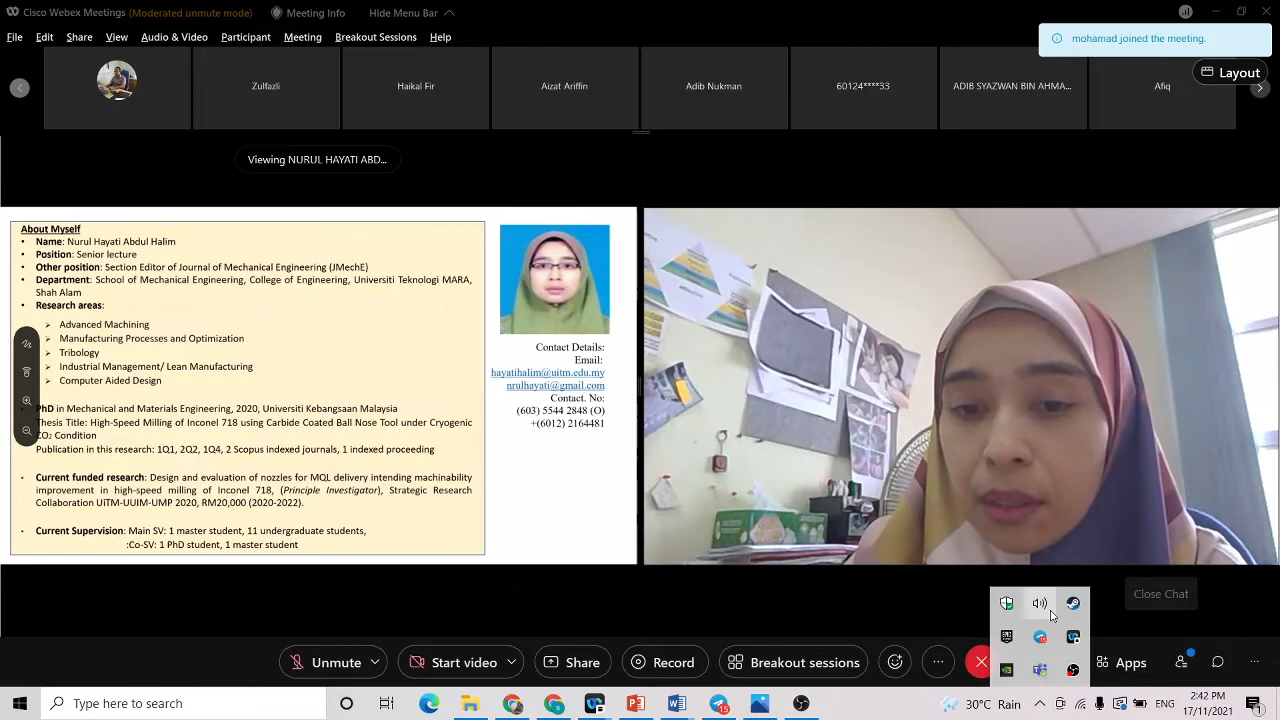 Cisco Webex Meetings (Moderated unmute mode) Meeting Info Hide Menu Bar
File Edit Share View Audio & Video Participant Meeting Breakout Sessions Help
mohamad joined the meeting.
Layout
Zulfazli Haikal Fir Aizat Ariffin Adib Nukman 60124****33 ADIB SYAZWAN BIN AHMA... Afiq
Viewing NURUL HAYATI ABD...
About Myself
• Name: Nurul Hayati Abdul Halim
• Position: Senior lecture
• Other position: Section Editor of Journal of Mechanical Engineering (JMechE)
• Department: School of Mechanical Engineering, College of Engineering, Universiti Teknologi MARA,
Shah Alam
• Research areas:
➢ Advanced Machining
➢ Manufacturing Processes and Optimization
➢ Tribology
➢ Industrial Management/ Lean Manufacturing
➢ Computer Aided Design
PhD in Mechanical and Materials Engineering, 2020, Universiti Kebangsaan Malaysia
Thesis Title: High-Speed Milling of Inconel 718 using Carbide Coated Ball Nose Tool under Cryogenic
CO2 Condition
Publication in this research: 1Q1, 2Q2, 1Q4, 2 Scopus indexed journals, 1 indexed proceeding
• Current funded research: Design and evaluation of nozzles for MQL delivery intending machinability
improvement in high-speed milling of Inconel 718, (Principle Investigator), Strategic Research
Collaboration UiTM-UUIM-UMP 2020, RM20,000 (2020-2022).
• Current Supervision: Main SV: 1 master student, 11 undergraduate students,
:Co-SV: 1 PhD student, 1 master student
Contact Details:
Email:
hayatihalim@uitm.edu.my
nrulhayati@gmail.com
Contact. No:
(603) 5544 2848 (O)
+(6012) 2164481
Close Chat
Unmute Start video Share Record Breakout sessions Apps
Type here to search
30°C Rain ENG 2:42 PM
17/11/2021